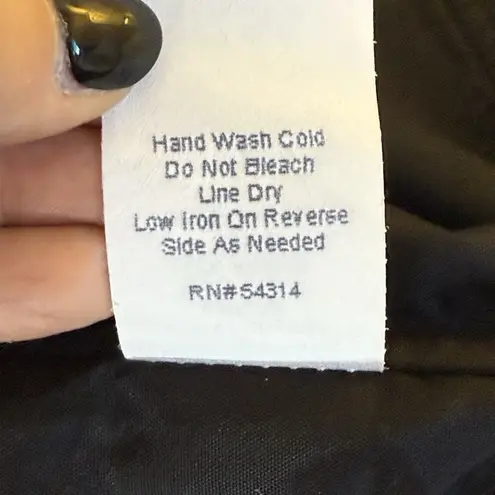 Hand Wash Cold
Do Not Bleach
Line Dry
Low Iron On Reverse
Side As Needed
RN#54314